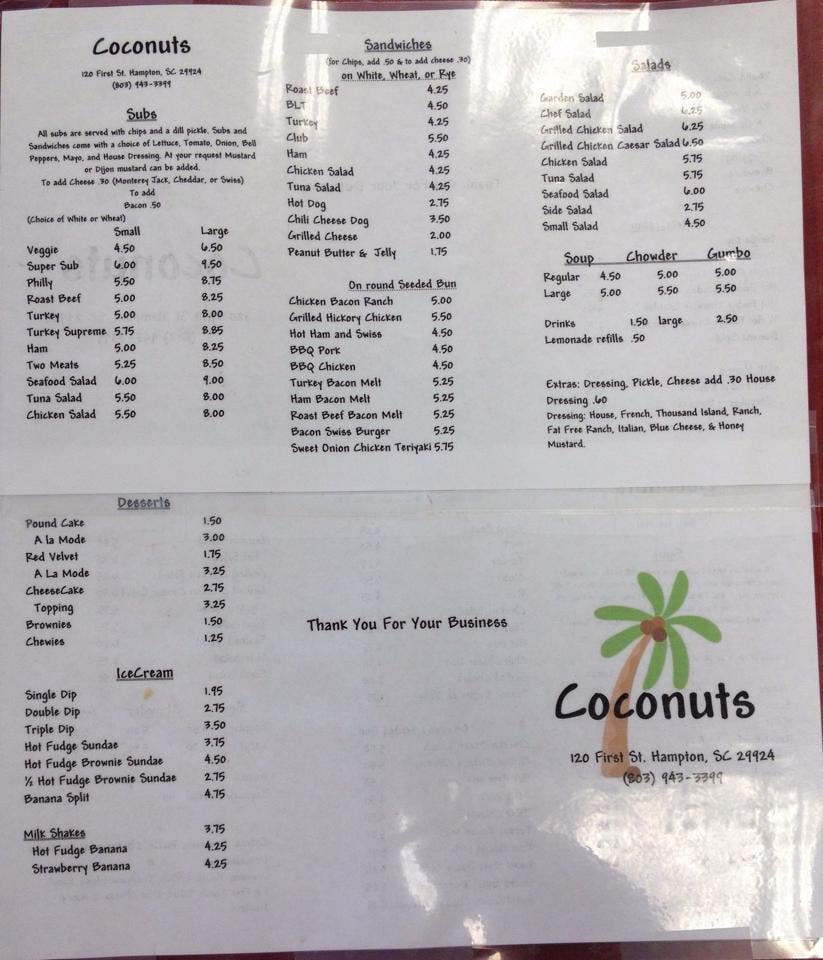 Coconuts
120 First St. Hampton, SC 29924
(803) 943-3399
Subs
All subs are served with chips and a dill pickle. Subs and
Sandwiches come with a choice of Lettuce, Tomato, Onion, Bell
Peppers, Mayo, and House Dressing. At your request Mustard
or Dijon mustard can be added.
To add Cheese .30 (Monterey Jack, Cheddar, or Swiss)
To add
Bacon .50
(Choice of White or Wheat)
Small Large
Veggie 4.50 6.50
Super Sub 6.00 9.50
Philly 5.50 8.75
Roast Beef 5.00 8.25
Turkey 5.00 8.00
Turkey Supreme 5.75 8.85
Ham 5.00 8.25
Two Meats 5.25 8.50
Seafood Salad 6.00 9.00
Tuna Salad 5.50 8.00
Chicken Salad 5.50 8.00
Sandwiches
(for Chips, add .50 & to add cheese .30)
on White, Wheat, or Rye
Roast Beef 4.25
BLT 4.50
Turkey 4.25
Club 5.50
Ham 4.25
Chicken Salad 4.25
Tuna Salad 4.25
Hot Dog 2.75
Chili Cheese Dog 3.50
Grilled Cheese 2.00
Peanut Butter & Jelly 1.75
On round Seeded Bun
Chicken Bacon Ranch 5.00
Grilled Hickory Chicken 5.50
Hot Ham and Swiss 4.50
BBQ Pork 4.50
BBQ Chicken 4.50
Turkey Bacon Melt 5.25
Ham Bacon Melt 5.25
Roast Beef Bacon Melt 5.25
Bacon Swiss Burger 5.25
Sweet Onion Chicken Teriyaki 5.75
Salads
Garden Salad 5.00
Chef Salad 6.25
Grilled Chicken Salad 6.25
Grilled Chicken Caesar Salad 6.50
Chicken Salad 5.75
Tuna Salad 5.75
Seafood Salad 6.00
Side Salad 2.75
Small Salad 4.50
Soup Chowder Gumbo
Regular 4.50 5.00 5.00
Large 5.00 5.50 5.50
Drinks 1.50 large 2.50
Lemonade refills .50
Extras: Dressing, Pickle, Cheese add .30 House
Dressing .60
Dressing: House, French, Thousand Island, Ranch,
Fat Free Ranch, Italian, Blue Cheese, & Honey
Mustard.
Desserts
Pound Cake 1.50
A la Mode 3.00
Red Velvet 1.75
A La Mode 3.25
CheeseCake 2.75
Topping 3.25
Brownies 1.50
Chewies 1.25
IceCream
Single Dip 1.95
Double Dip 2.75
Triple Dip 3.50
Hot Fudge Sundae 3.75
Hot Fudge Brownie Sundae 4.50
½ Hot Fudge Brownie Sundae 2.75
Banana Split 4.75
Milk Shakes 3.75
Hot Fudge Banana 4.25
Strawberry Banana 4.25
Thank You For Your Business
Coconuts
120 First St. Hampton, SC 29924
(803) 943-3399